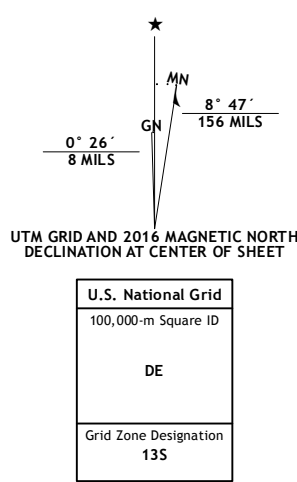 ★
MN
GN
8° 47´
156 MILS
0° 26´
8 MILS
UTM GRID AND 2016 MAGNETIC NORTH
DECLINATION AT CENTER OF SHEET
U.S. National Grid
100,000-m Square ID
DE
Grid Zone Designation
13S